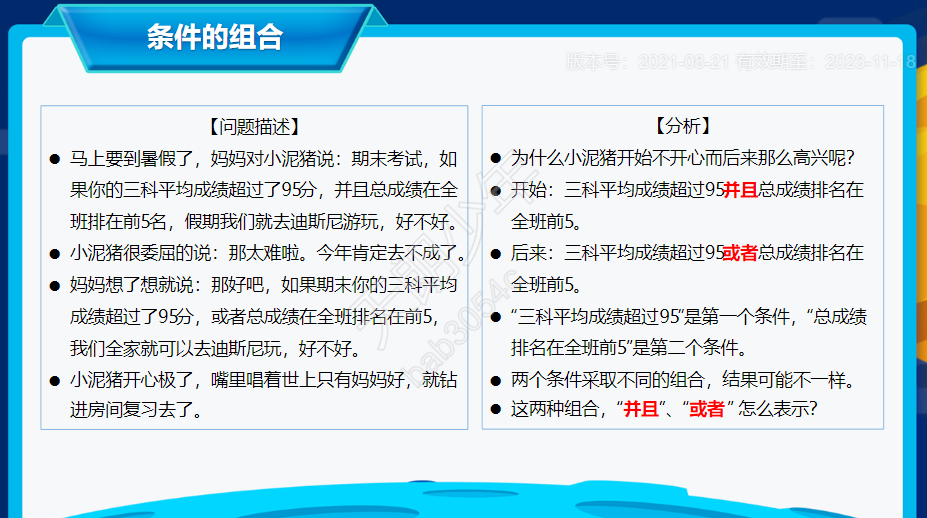 条件的组合
版本号：2021-08-21 有效期至：2023-11-18
【问题描述】
● 马上要到暑假了，妈妈对小泥猪说：期末考试，如
果你的三科平均成绩超过了95分，并且总成绩在全
班排在前5名，假期我们就去迪斯尼游玩，好不好。
● 小泥猪很委屈的说：那太难啦。今年肯定去不成了。
● 妈妈想了想就说：那好吧，如果期末你的三科平均
成绩超过了95分，或者总成绩在全班排名在前5，
我们全家就可以去迪斯尼玩，好不好。
● 小泥猪开心极了，嘴里唱着世上只有妈妈好，就钻
进房间复习去了。
【分析】
● 为什么小泥猪开始不开心而后来那么高兴呢？
● 开始：三科平均成绩超过95并且总成绩排名在
全班前5。
● 后来：三科平均成绩超过95或者总成绩排名在
全班前5。
● “三科平均成绩超过95”是第一个条件，“总成绩
排名在全班前5”是第二个条件。
● 两个条件采取不同的组合，结果可能不一样。
● 这两种组合，“并且”、“或者” 怎么表示？